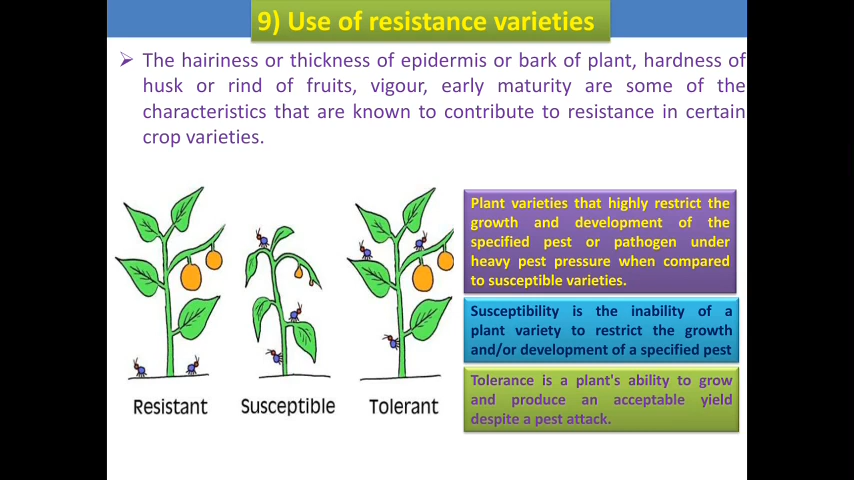 9) Use of resistance varieties
➢ The hairiness or thickness of epidermis or bark of plant, hardness of
husk or rind of fruits, vigour, early maturity are some of the
characteristics that are known to contribute to resistance in certain
crop varieties.
Plant varieties that highly restrict the
growth and development of the
specified pest or pathogen under
heavy pest pressure when compared
to susceptible varieties.
Susceptibility is the inability of a
plant variety to restrict the growth
and/or development of a specified pest
Tolerance is a plant's ability to grow
and produce an acceptable yield
despite a pest attack.
Resistant Susceptible Tolerant